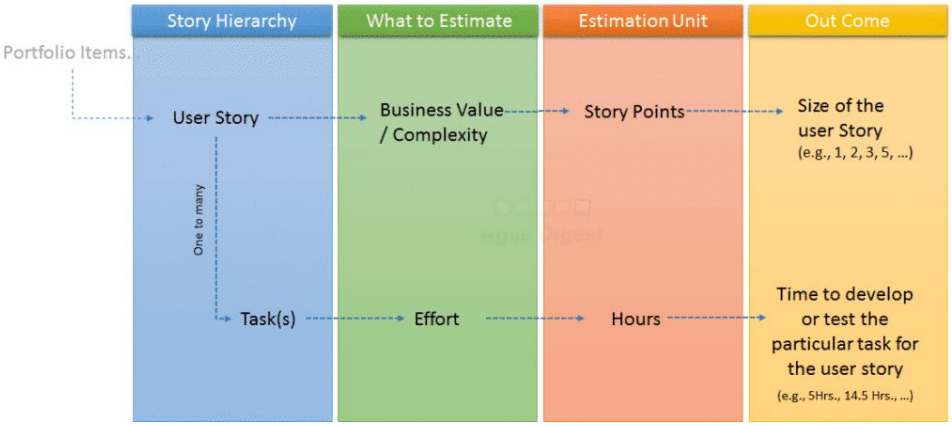 Story Hierarchy
What to Estimate
Estimation Unit
Out Come
Portfolio Items...
User Story
Business Value
/ Complexity
Story Points
Size of the
user Story
(e.g., 1, 2, 3, 5, ...)
One to many
Agile Digest
Task(s)
Effort
Hours
Time to develop
or test the
particular task for
the user story
(e.g., 5Hrs., 14.5 Hrs., ...)